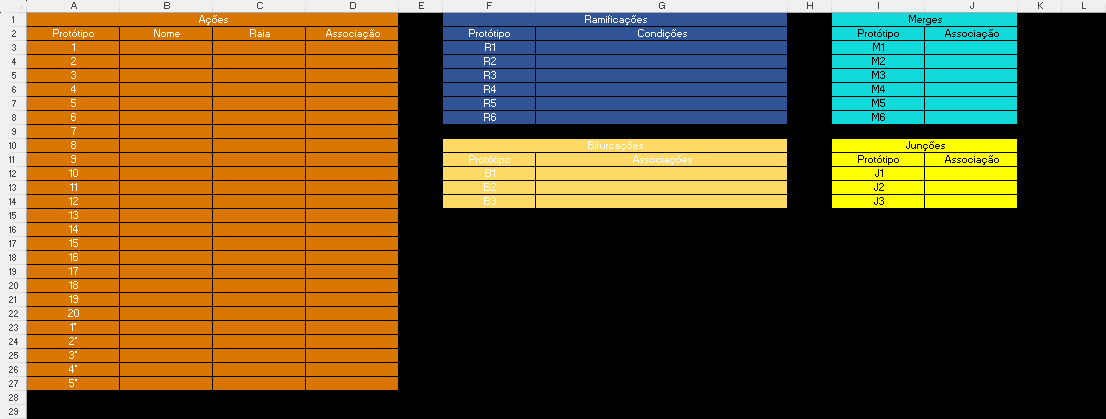 A B C D E F G H I J K L
1 Ações Ramificações Merges
2 Protótipo Nome Raia Associação Protótipo Condições Protótipo Associação
3 1 R1 M1
4 2 R2 M2
5 3 R3 M3
6 4 R4 M4
7 5 R5 M5
8 6 R6 M6
9 7
10 8 Bifurcações Junções
11 9 Protótipo Associações Protótipo Associação
12 10 B1 J1
13 11 B2 J2
14 12 B3 J3
15 13
16 14
17 15
18 16
19 17
20 18
21 19
22 20
23 1*
24 2*
25 3*
26 4*
27 5*
28
29